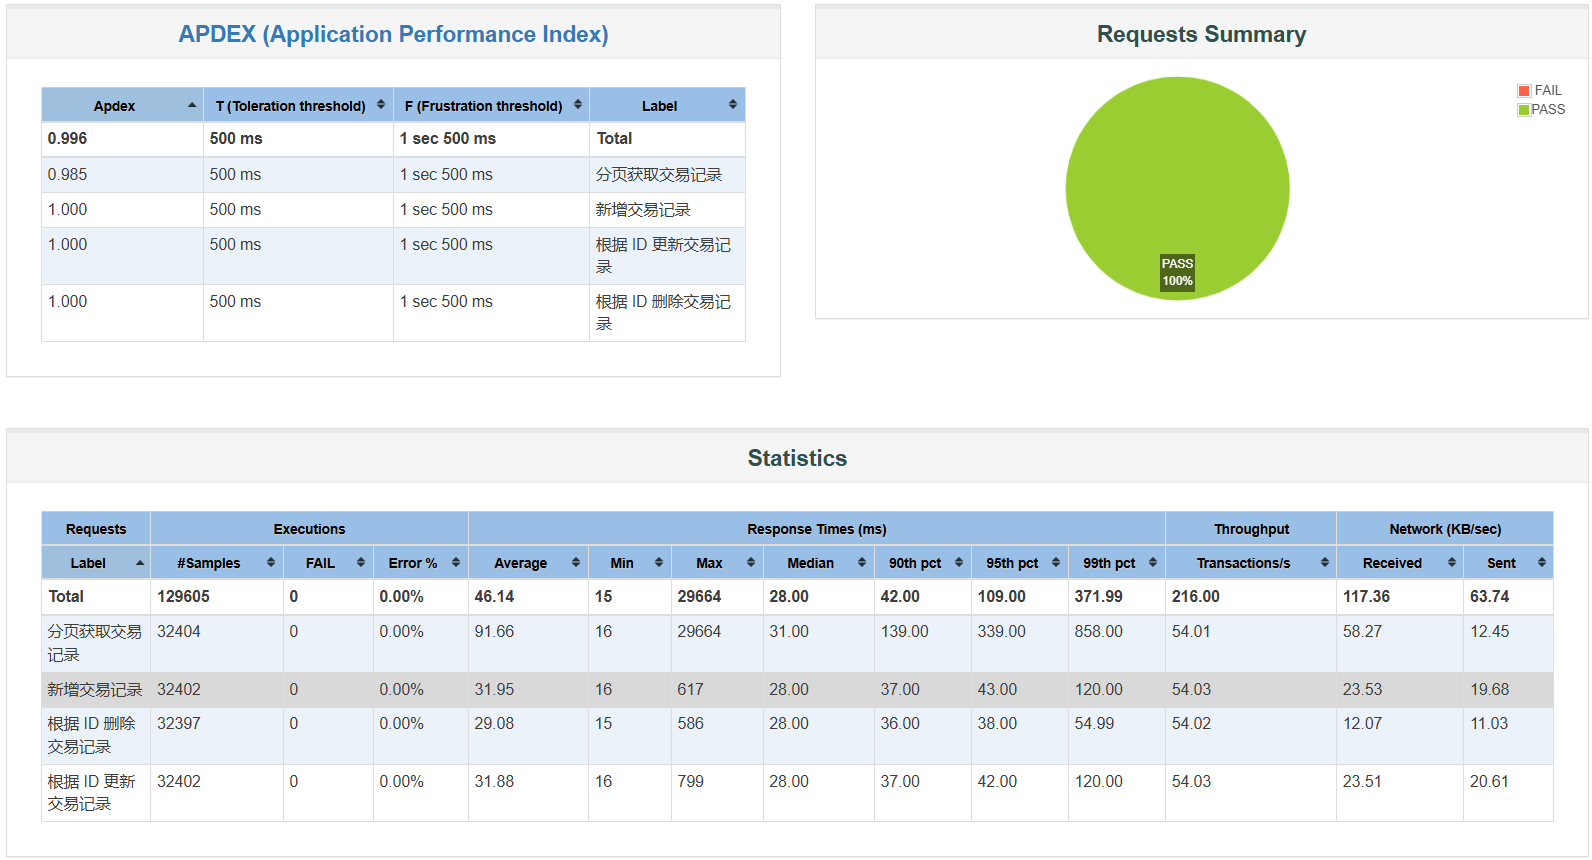 APDEX (Application Performance Index)
Apdex T (Toleration threshold) F (Frustration threshold) Label
0.996 500 ms 1 sec 500 ms Total
0.985 500 ms 1 sec 500 ms 分页获取交易记录
1.000 500 ms 1 sec 500 ms 新增交易记录
1.000 500 ms 1 sec 500 ms 根据 ID 更新交易记
录
1.000 500 ms 1 sec 500 ms 根据 ID 删除交易记
录
Requests Summary
FAIL
PASS
PASS
100%
Statistics
Requests Executions Response Times (ms) Throughput Network (KB/sec)
Label #Samples FAIL Error % Average Min Max Median 90th pct 95th pct 99th pct Transactions/s Received Sent
Total 129605 0 0.00% 46.14 15 29664 28.00 42.00 109.00 371.99 216.00 117.36 63.74
分页获取交易 32404 0 0.00% 91.66 16 29664 31.00 139.00 339.00 858.00 54.01 58.27 12.45
记录
新增交易记录 32402 0 0.00% 31.95 16 617 28.00 37.00 43.00 120.00 54.03 23.53 19.68
根据 ID 删除 32397 0 0.00% 29.08 15 586 28.00 36.00 38.00 54.99 54.02 12.07 11.03
交易记录
根据 ID 更新 32402 0 0.00% 31.88 16 799 28.00 37.00 42.00 120.00 54.03 23.51 20.61
交易记录